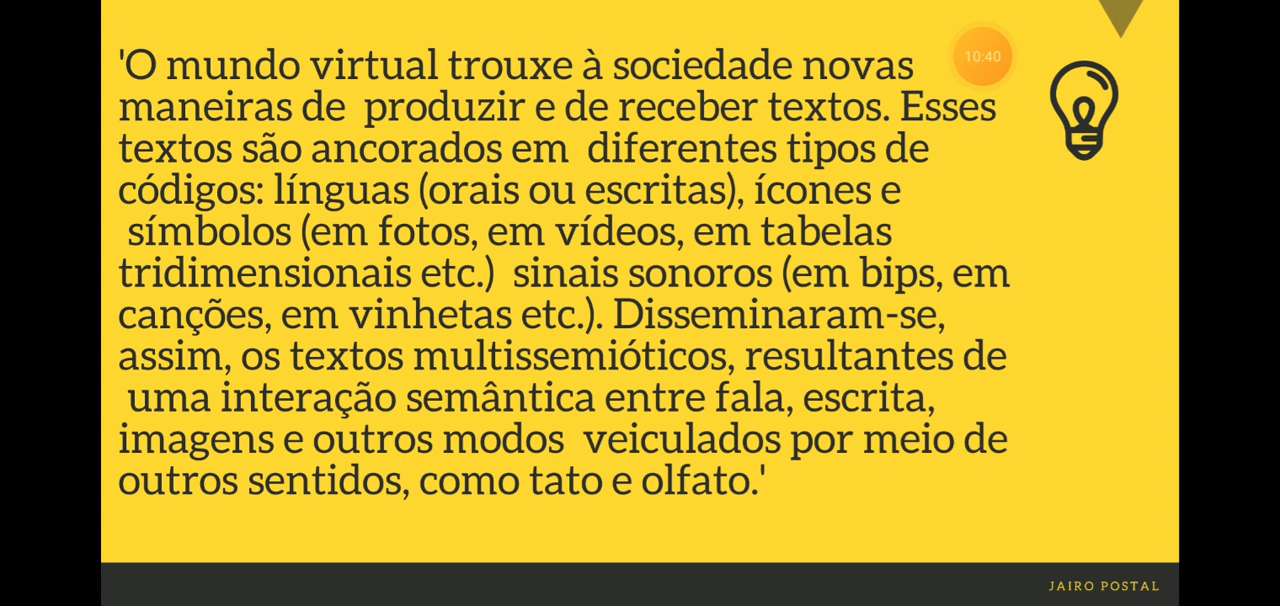 'O mundo virtual trouxe à sociedade novas
maneiras de  produzir e de receber textos. Esses
textos são ancorados em  diferentes tipos de
códigos: línguas (orais ou escritas), ícones e
símbolos (em fotos, em vídeos, em tabelas
tridimensionais etc.)  sinais sonoros (em bips, em
canções, em vinhetas etc.). Disseminaram-se,
assim, os textos multissemióticos, resultantes de
uma interação semântica entre fala, escrita,
imagens e outros modos  veiculados por meio de
outros sentidos, como tato e olfato.'
10:40
JAIRO POSTAL